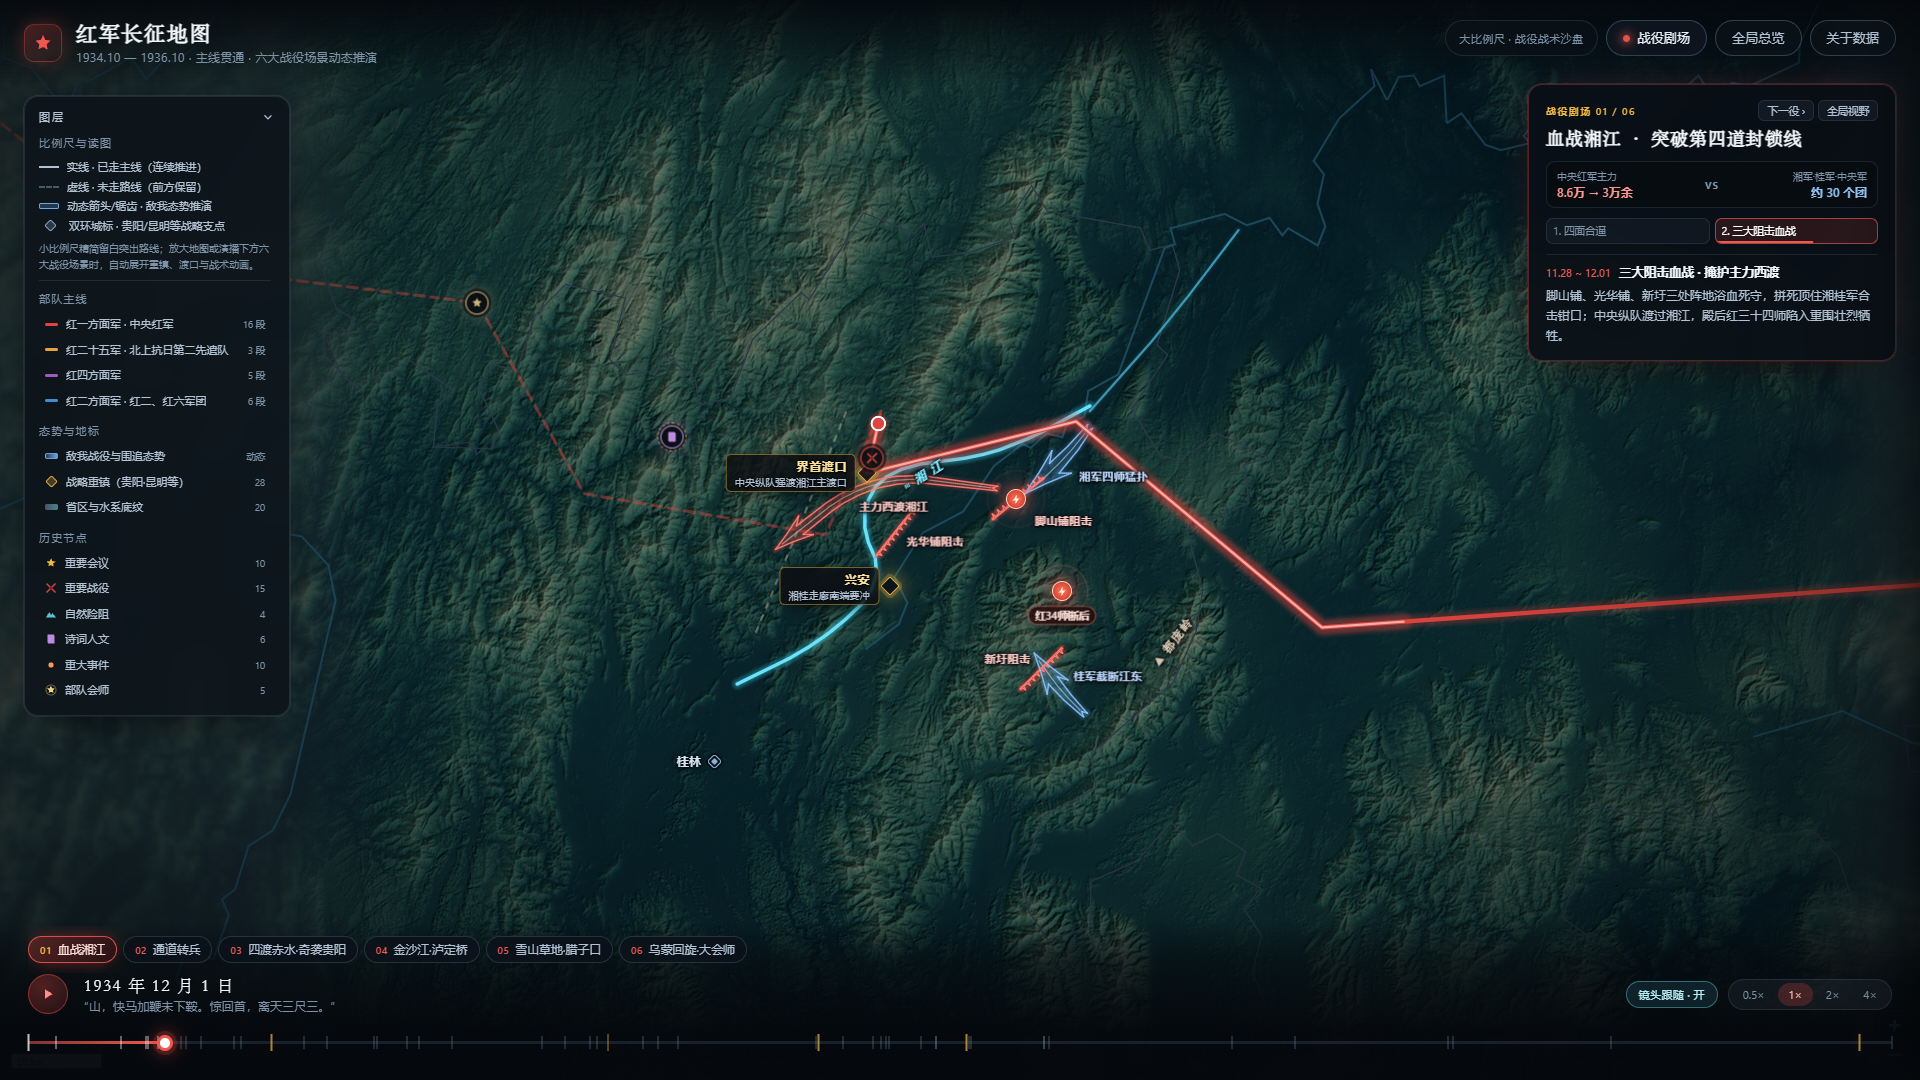 红军长征地图
1934.10 — 1936.10 · 主线贯通 · 六大战役场景动态推演
大比例尺 · 战役战术沙盘
战役剧场
全局总览
关于数据
图层
比例尺与读图
实线 · 已走主线（连续推进）
虚线 · 未走路线（前方保留）
动态箭头/锯齿 · 敌我态势推演
双环城标 · 贵阳/昆明等战略支点
小比例尺精简留白突出路线；放大地图或演播下方六
大战役场景时，自动展开重镇、渡口与战术动画。
部队主线
红一方面军 · 中央红军 16 段
红二十五军 · 北上抗日第二先遣队 3 段
红四方面军 5 段
红二方面军 · 红二、红六军团 6 段
态势与地标
敌我战役与围追态势 动态
战略重镇（贵阳·昆明等） 28
省区与水系底纹 20
历史节点
重要会议 10
重要战役 15
自然险阻 4
诗词人文 6
重大事件 10
部队会师 5
战役剧场 01 / 06
下一役 ›
全局视野
血战湘江 · 突破第四道封锁线
中央红军主力
8.6万 → 3万余
VS
湘军·桂军·中央军
约 30 个团
1. 四面合逼
2. 三大阻击血战
11.28 ~ 12.01 三大阻击血战 · 掩护主力西渡
脚山铺、光华铺、新圩三处阵地浴血死守，拼死顶住湘桂军合
击钳口；中央纵队渡过湘江，殿后红三十四师陷入重围壮烈牺
牲。
界首渡口
中央纵队强渡湘江主渡口
湘江
湘军四师猛扑
主力西渡湘江
脚山铺阻击
光华铺阻击
兴安
湘桂走廊南端要冲
红34师断后
▲ 都庞岭
新圩阻击
桂军截断江东
桂林
01 血战湘江
02 通道转兵
03 四渡赤水·奇袭贵阳
04 金沙江·泸定桥
05 雪山草地·腊子口
06 乌蒙回旋·大会师
1934 年 12 月 1 日
“山，快马加鞭未下鞍。惊回首，离天三尺三。”
镜头跟随 · 开
0.5×
1×
2×
4×